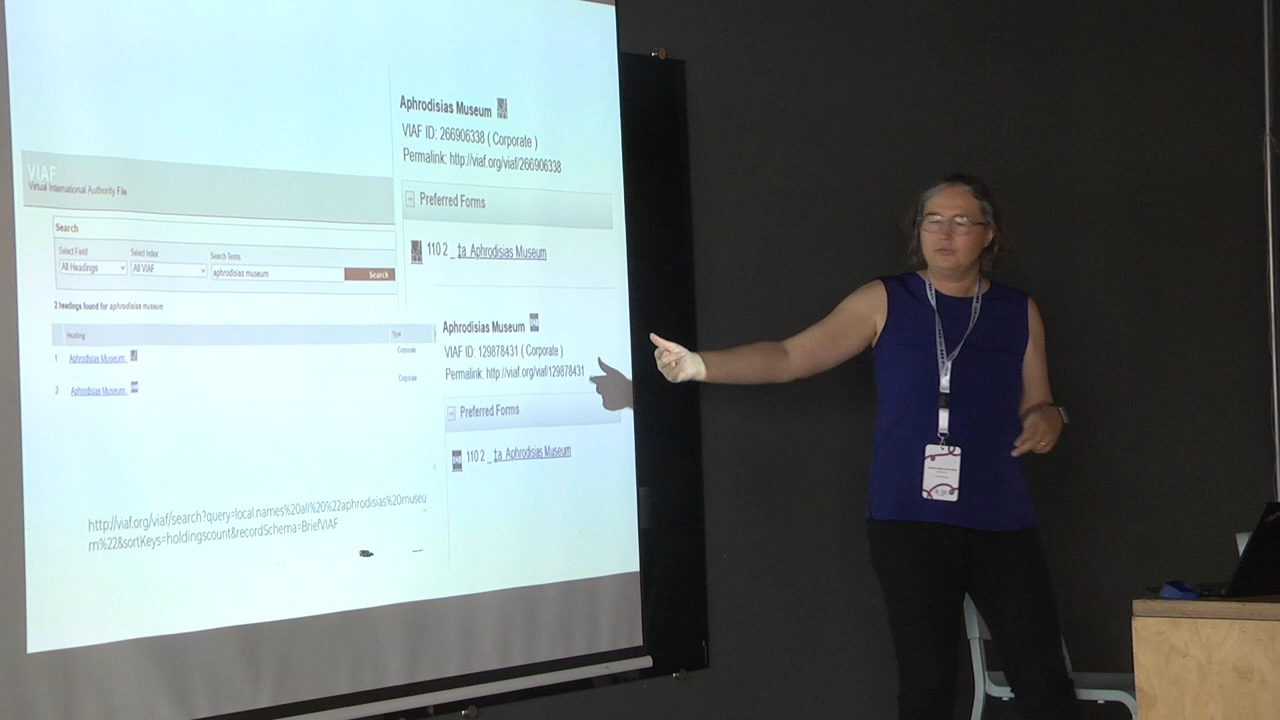 VIAF
Virtual International Authority File
Search
Select Field: Select Index: Search Terms:
All Headings All VIAF aphrodisias museum Search
2 headings found for aphrodisias museum
Heading Type
1 Aphrodisias Museum Corporate
2 Aphrodisias Museum Corporate
Aphrodisias Museum
VIAF ID: 266906338 ( Corporate )
Permalink: http://viaf.org/viaf/266906338
Preferred Forms
110 2 _ ‡a Aphrodisias Museum
Aphrodisias Museum
VIAF ID: 129878431 ( Corporate )
Permalink: http://viaf.org/viaf/129878431
Preferred Forms
110 2 _ ‡a Aphrodisias Museum
http://viaf.org/viaf/search?query=local.names%20all%20%22aphrodisias%20museu
m%22&sortKeys=holdingscount&recordSchema=BriefVIAF